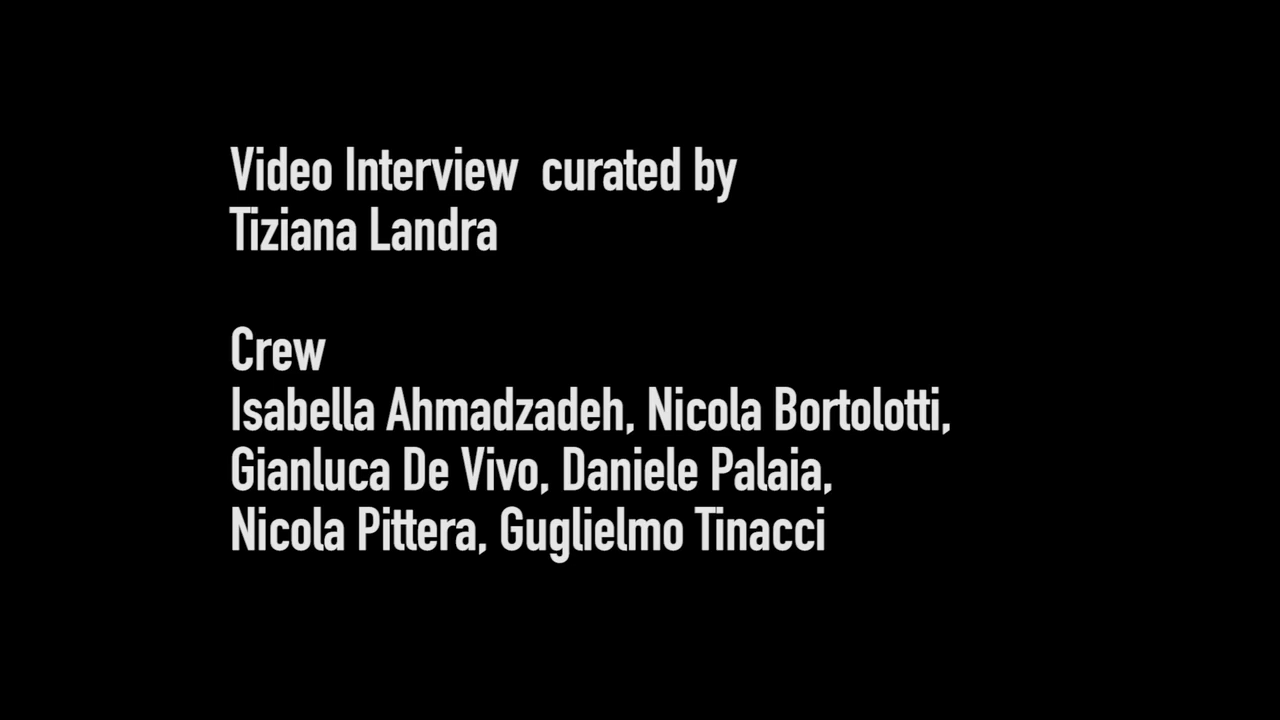 Video Interview  curated by
Tiziana Landra
Crew
Isabella Ahmadzadeh, Nicola Bortolotti,
Gianluca De Vivo, Daniele Palaia,
Nicola Pittera, Guglielmo Tinacci